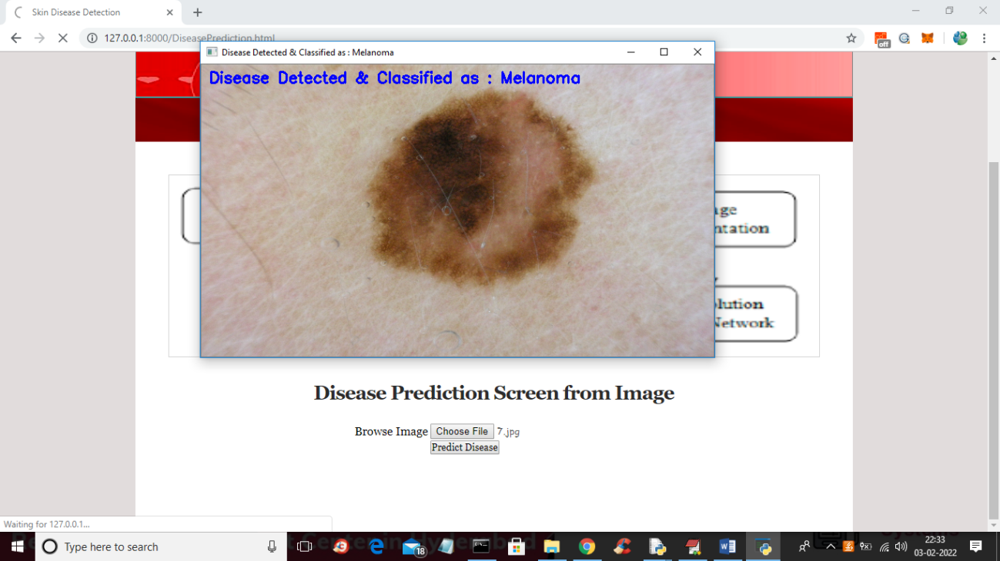 Skin Disease Detection
127.0.0.1:8000/DiseasePrediction.html
off
Disease Detected & Classified as : Melanoma
Disease Detected & Classified as : Melanoma
age
ntation
lution
Network
Disease Prediction Screen from Image
Browse Image Choose File 7.jpg
Predict Disease
Waiting for 127.0.0.1...
Type here to search
18
22:33
03-02-2022